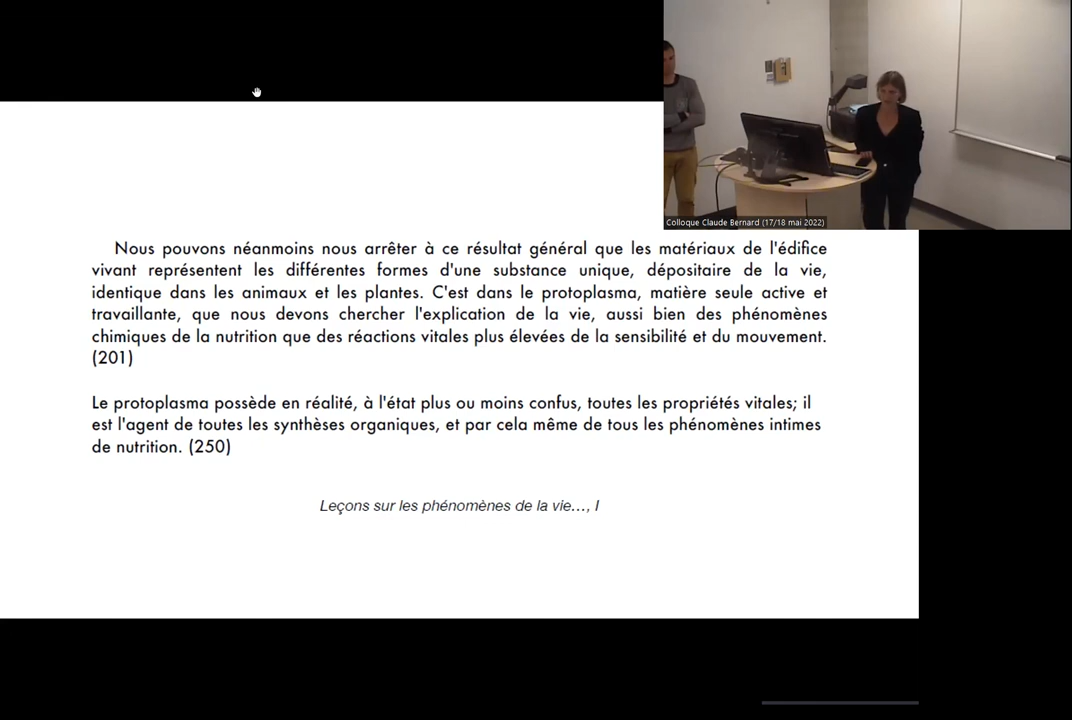 Colloque Claude Bernard (17/18 mai 2022)
Nous pouvons néanmoins nous arrêter à ce résultat général que les matériaux de l'édifice
vivant représentent les différentes formes d'une substance unique, dépositaire de la vie,
identique dans les animaux et les plantes. C'est dans le protoplasma, matière seule active et
travaillante, que nous devons chercher l'explication de la vie, aussi bien des phénomènes
chimiques de la nutrition que des réactions vitales plus élevées de la sensibilité et du mouvement.
(201)
Le protoplasma possède en réalité, à l'état plus ou moins confus, toutes les propriétés vitales; il
est l'agent de toutes les synthèses organiques, et par cela même de tous les phénomènes intimes
de nutrition. (250)
Leçons sur les phénomènes de la vie..., I